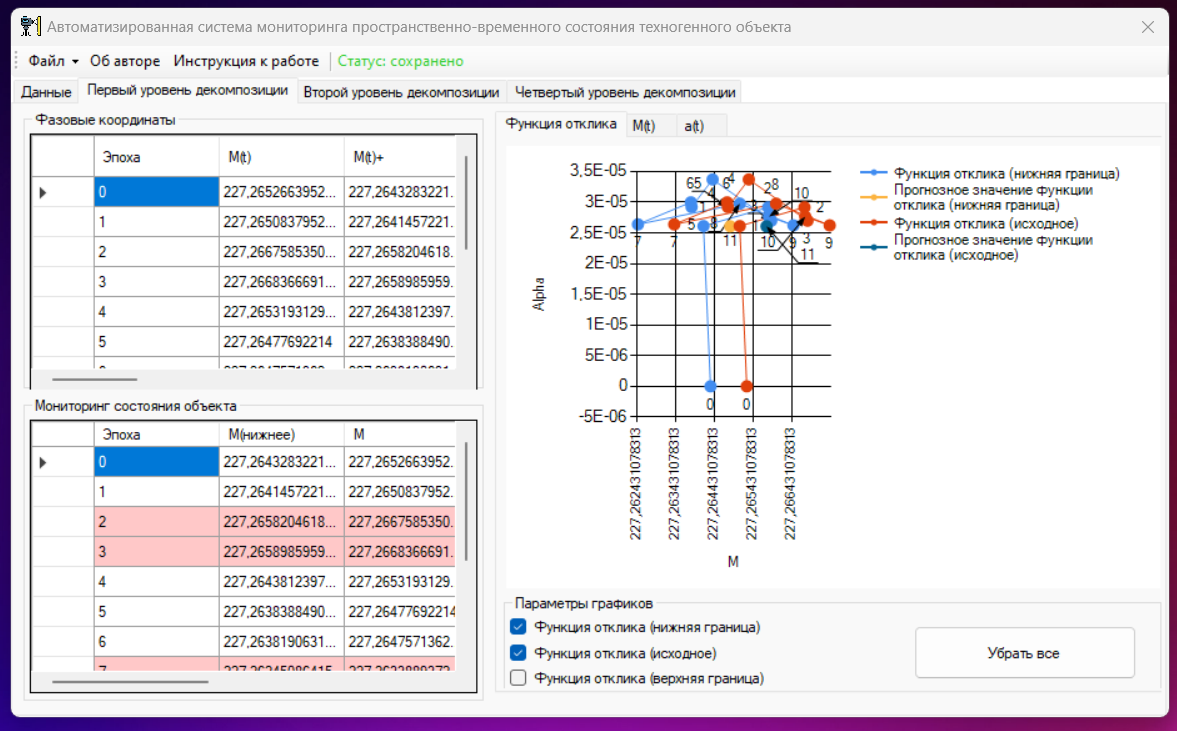 Автоматизированная система мониторинга пространственно-временного состояния техногенного объекта
Файл Об авторе Инструкция к работе Статус: сохранено
Данные Первый уровень декомпозиции Второй уровень декомпозиции Четвертый уровень декомпозиции
Фазовые координаты
Эпоха M(t) M(t)+
0 227,2652663952... 227,2643283221.
1 227,2650837952... 227,2641457221.
2 227,2667585350... 227,2658204618.
3 227,2668366691... 227,2658985959.
4 227,2653193129... 227,2643812397.
5 227,26477692214 227,2638388490.
Мониторинг состояния объекта
Эпоха M(нижнее) M
0 227,2643283221... 227,2652663952.
1 227,2641457221... 227,2650837952.
2 227,2658204618... 227,2667585350.
3 227,2658985959... 227,2668366691.
4 227,2643812397... 227,2653193129.
5 227,2638388490... 227,26477692214
6 227,2638190631... 227,2647571362.
Функция отклика M(t) a(t)
3,5E-05
3E-05
2,5E-05
2E-05
1,5E-05
1E-05
5E-06
0
-5E-06
Alpha
65 6 4 28 10
4 2
1 3 2
5 8 1
7 7 11 10 9 3 9
11
0 0
227,262431078313
227,263431078313
227,264431078313
227,265431078313
227,266431078313
M
Функция отклика (нижняя граница)
Прогнозное значение функции
отклика (нижняя граница)
Функция отклика (исходное)
Прогнозное значение функции
отклика (исходное)
Параметры графиков
Функция отклика (нижняя граница)
Функция отклика (исходное)
Функция отклика (верхняя граница)
Убрать все